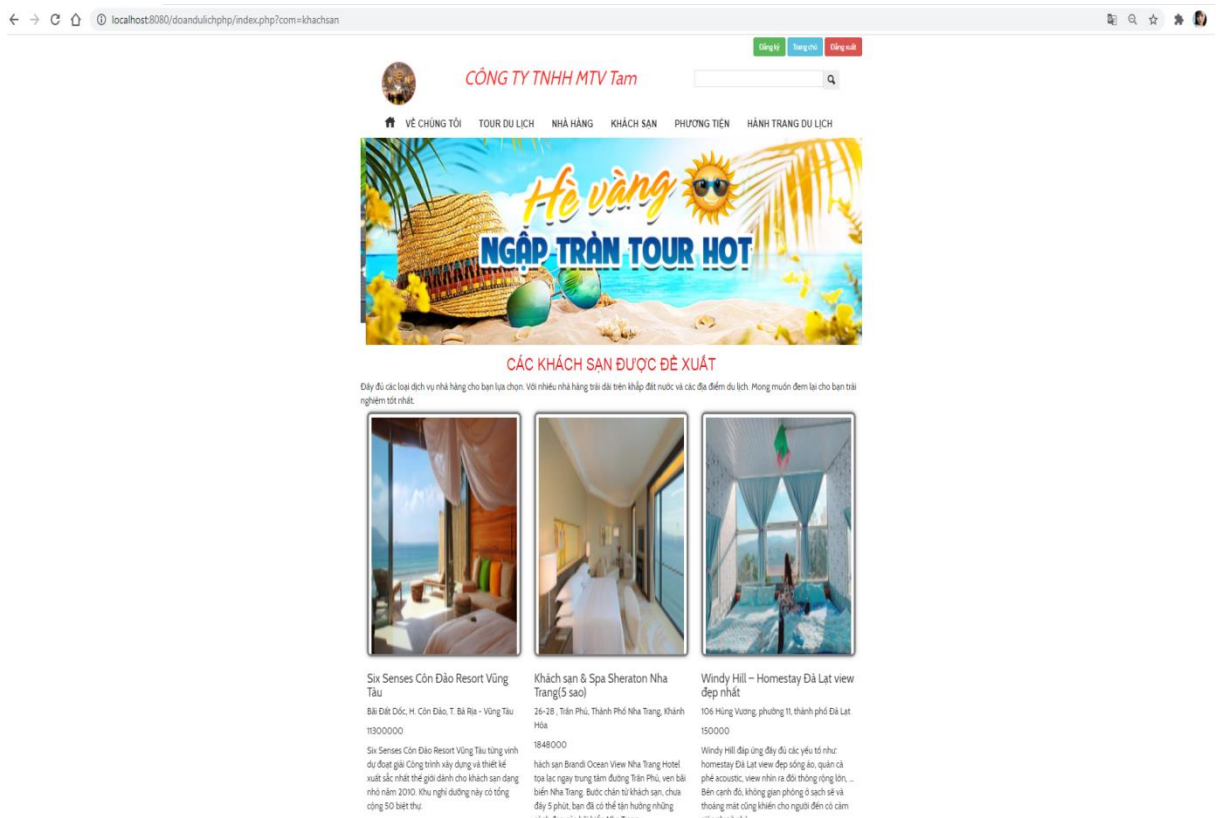 localhost:8080/doandulichphp/index.php?com=khachsan
Đăng ký Trang chủ Đăng xuất
CÔNG TY TNHH MTV Tam
VỀ CHÚNG TÔI TOUR DU LỊCH NHÀ HÀNG KHÁCH SẠN PHƯƠNG TIỆN HÀNH TRANG DU LỊCH
Hè vàng
NGẬP TRÀN TOUR HOT
CÁC KHÁCH SẠN ĐƯỢC ĐỀ XUẤT
Đây đủ các loại dịch vụ nhà hàng cho bạn lựa chọn. Với nhiều nhà hàng trải dài trên khắp đất nước và các địa điểm du lịch. Mong muốn đem lại cho bạn trải
nghiệm tốt nhất.
Six Senses Côn Đảo Resort Vũng
Tàu
Bãi Đất Dốc, H. Côn Đảo, T. Bà Rịa - Vũng Tàu
11300000
Six Senses Côn Đảo Resort Vũng Tàu từng vinh
dự đoạt giải Công trình xây dựng và thiết kế
xuất sắc nhất thế giới dành cho khách sạn dạng
nhỏ năm 2010. Khu nghỉ dưỡng này có tổng
cộng 50 biệt thự.
Khách sạn & Spa Sheraton Nha
Trang(5 sao)
26-28 , Trần Phú, Thành Phố Nha Trang, Khánh
Hòa
1848000
hách sạn Brandi Ocean View Nha Trang Hotel
tọa lạc ngay trung tâm đường Trần Phú, ven bãi
biển Nha Trang. Bước chân từ khách sạn, chưa
đầy 5 phút, bạn đã có thể tận hưởng những
Windy Hill – Homestay Đà Lạt view
đẹp nhất
106 Hùng Vương, phường 11, thành phố Đà Lạt
150000
Windy Hill đáp ứng đầy đủ các yếu tố như:
homestay Đà Lạt view đẹp sống ảo, quán cà
phê acoustic, view nhìn ra đồi thông rộng lớn, ...
Bên cạnh đó, không gian phòng ở sạch sẽ và
thoáng mát cũng khiến cho người đến có cảm